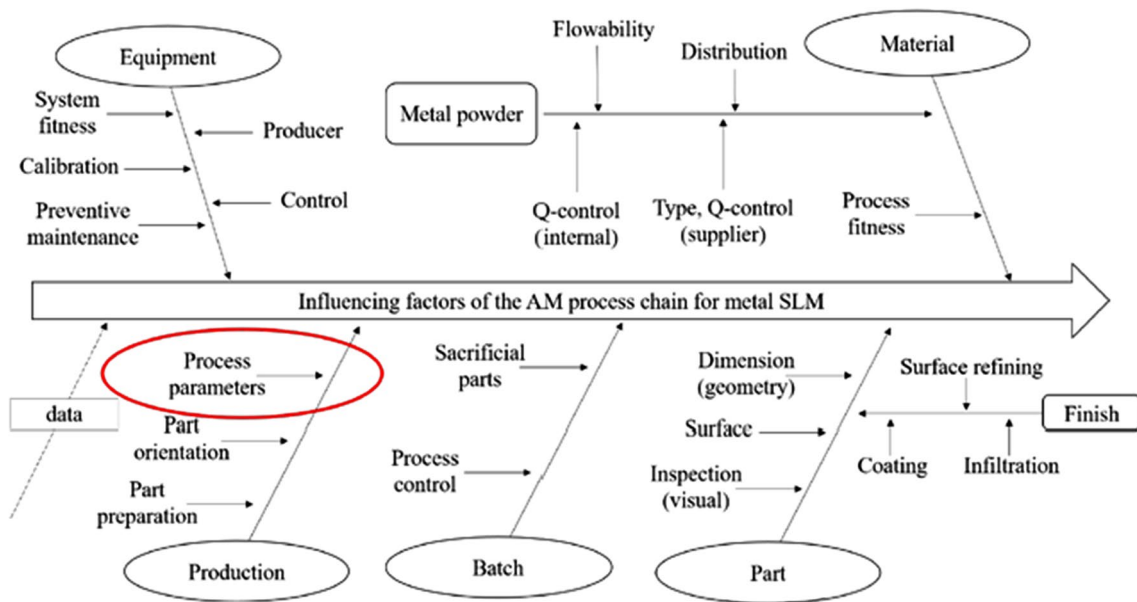 Equipment
System
fitness
Producer
Calibration
Control
Preventive
maintenance
Flowability
Distribution
Material
Metal powder
Q-control
(internal)
Type, Q-control
(supplier)
Process
fitness
Influencing factors of the AM process chain for metal SLM
data
Process
parameters
Part
orientation
Part
preparation
Production
Sacrificial
parts
Process
control
Batch
Dimension
(geometry)
Surface
Inspection
(visual)
Part
Surface refining
Finish
Coating
Infiltration